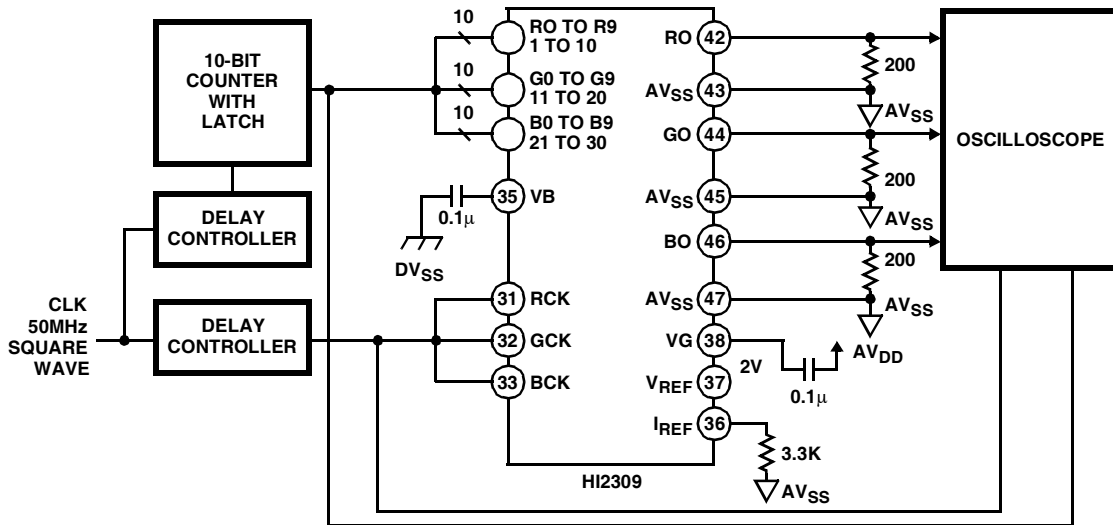 10-BIT
COUNTER
WITH
LATCH
DELAY
CONTROLLER
CLK
50MHz
SQUARE
WAVE
DELAY
CONTROLLER
10
RO TO R9
1 TO 10
10
G0 TO G9
11 TO 20
10
B0 TO B9
21 TO 30
35
VB
0.1µ
DVSS
31
RCK
32
GCK
33
BCK
RO
42
AVSS
43
GO
44
AVSS
45
BO
46
AVSS
47
VG
38
2V
VREF
37
IREF
36
HI2309
200
AVSS
200
AVSS
200
AVSS
AVDD
0.1µ
3.3K
AVSS
OSCILLOSCOPE